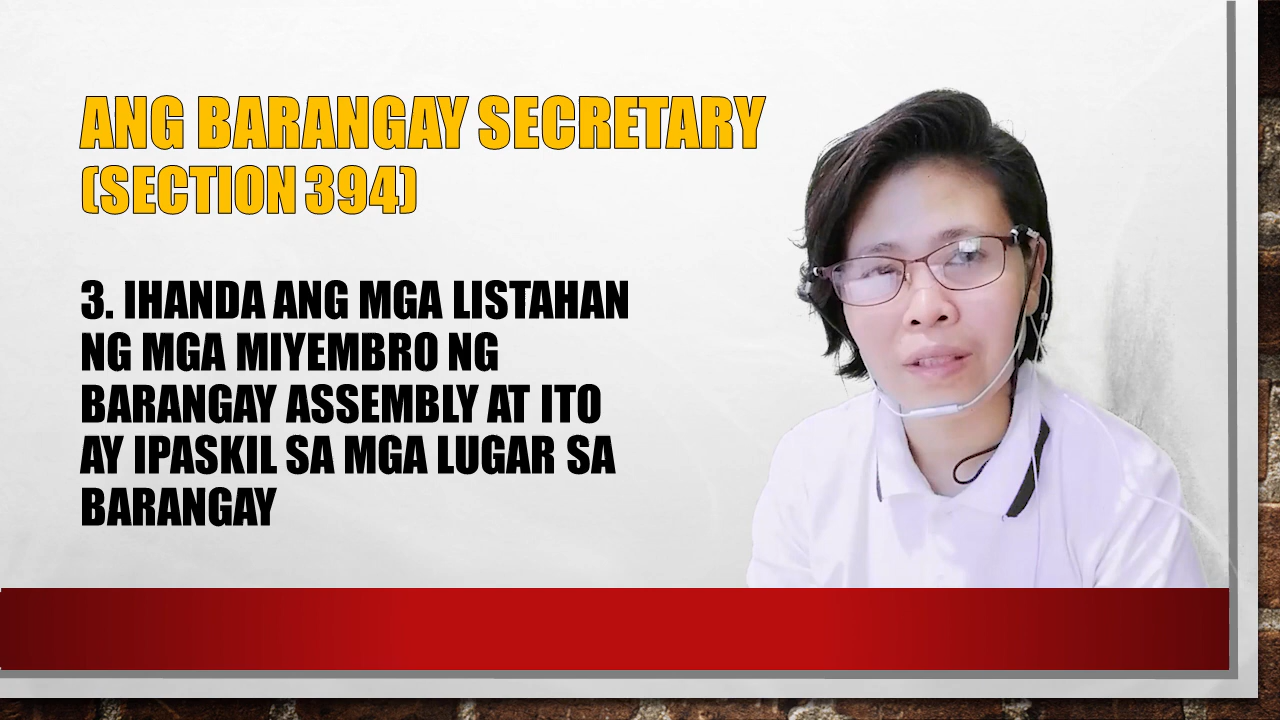 ANG BARANGAY SECRETARY
(SECTION 394)
3. IHANDA ANG MGA LISTAHAN
NG MGA MIYEMBRO NG
BARANGAY ASSEMBLY AT ITO
AY IPASKIL SA MGA LUGAR SA
BARANGAY